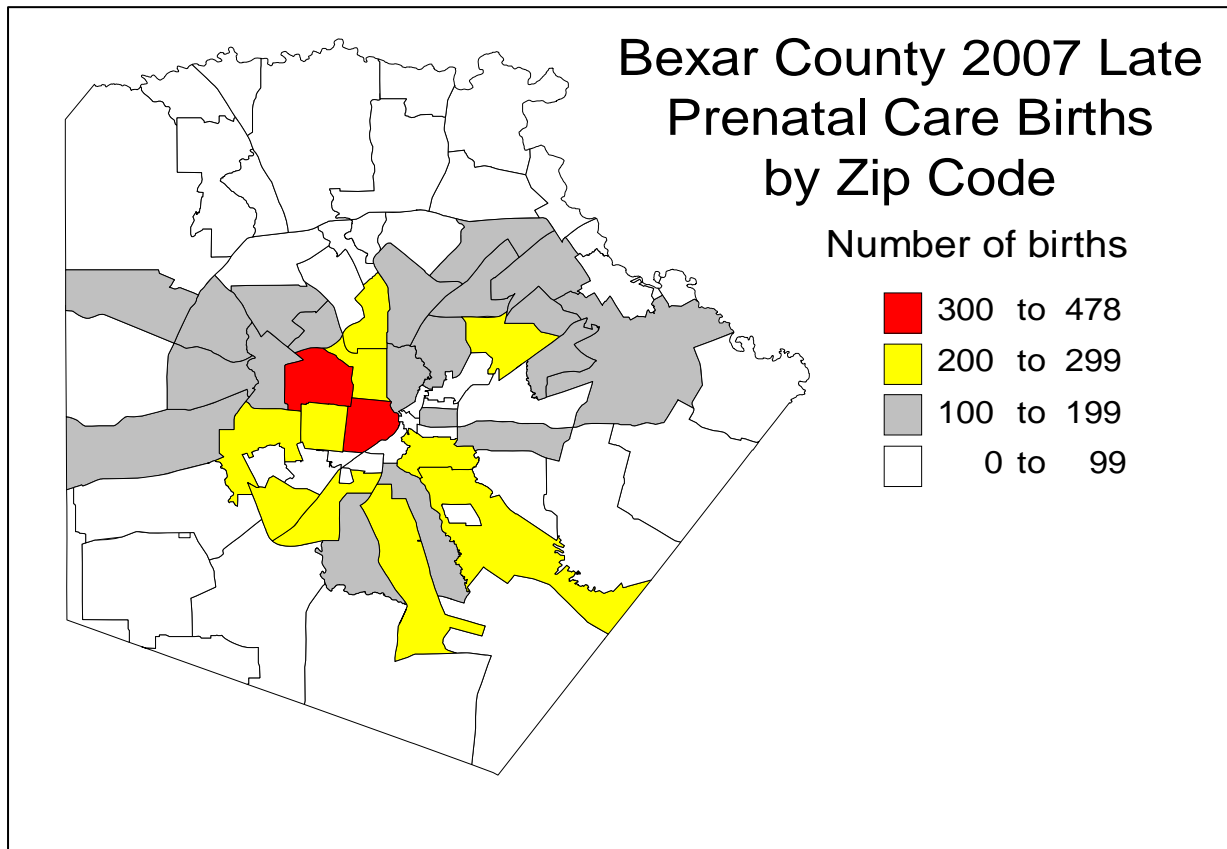 Bexar County 2007 Late
Prenatal Care Births
by Zip Code
Number of births
300 to 478
200 to 299
100 to 199
0 to 99